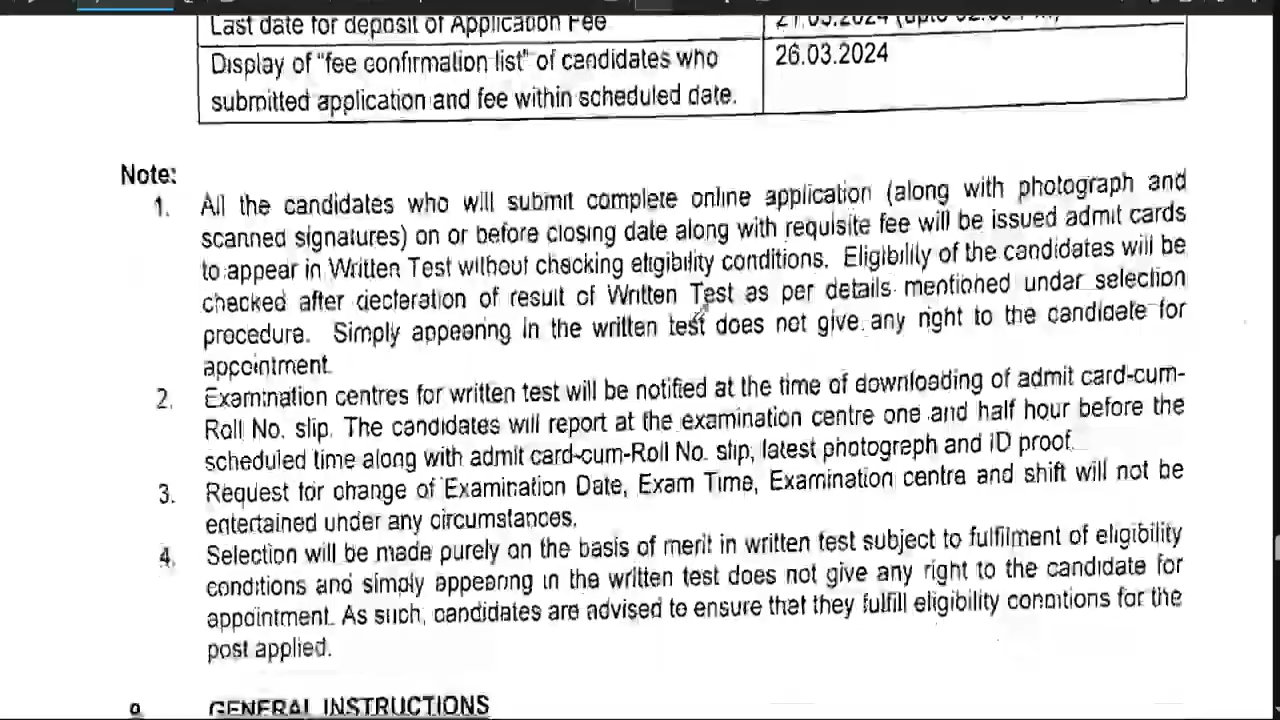 Last date for deposit of Application Fee
21.03.2024 (upto 02.00 PM)
Display of "fee confirmation list" of candidates who
submitted application and fee within scheduled date.
26.03.2024
Note:
1. All the candidates who will submit complete online application (along with photograph and
scanned signatures) on or before closing date along with requisite fee will be issued admit cards
to appear in Written Test without checking eligibility conditions. Eligibility of the candidates will be
checked after declaration of result of Written Test as per details mentioned under selection
procedure. Simply appearing in the written test does not give any right to the candidate for
appointment.
2. Examination centres for written test will be notified at the time of downloading of admit card-cum-
Roll No. slip. The candidates will report at the examination centre one and half hour before the
scheduled time along with admit card-cum-Roll No. slip, latest photograph and ID proof.
3. Request for change of Examination Date, Exam Time, Examination centre and shift will not be
entertained under any circumstances.
4. Selection will be made purely on the basis of merit in written test subject to fulfilment of eligibility
conditions and simply appearing in the written test does not give any right to the candidate for
appointment. As such, candidates are advised to ensure that they fulfill eligibility conditions for the
post applied.
9 GENERAL INSTRUCTIONS